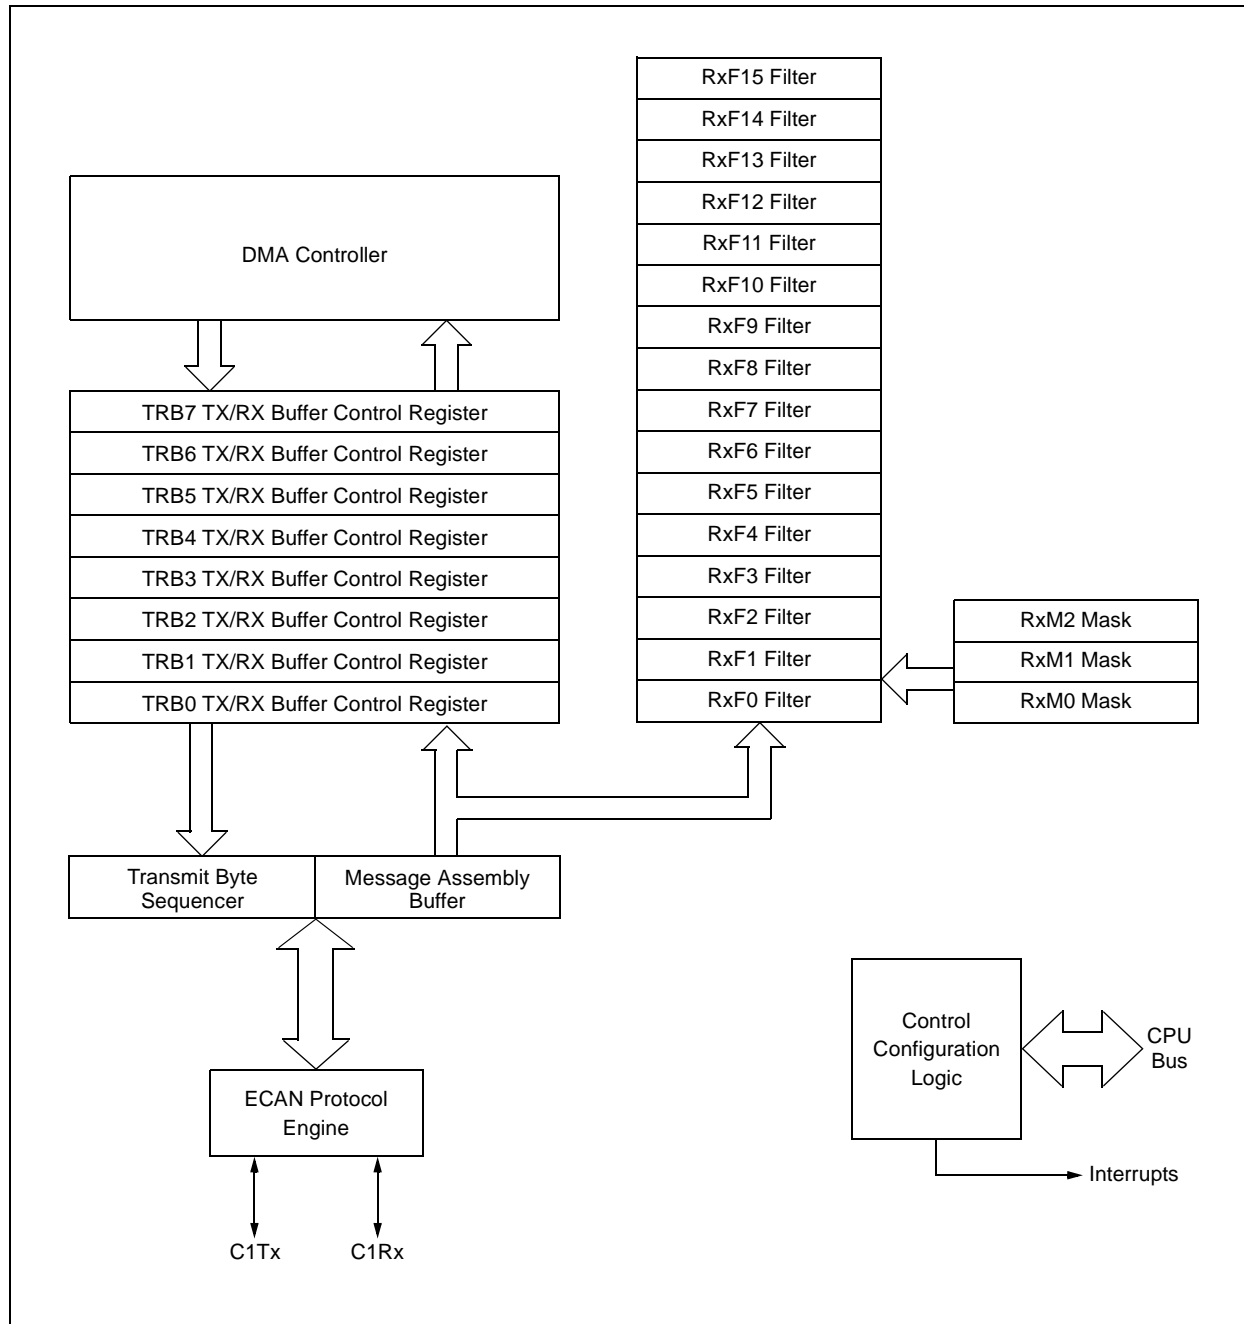 RxF15 Filter
RxF14 Filter
RxF13 Filter
RxF12 Filter
RxF11 Filter
RxF10 Filter
RxF9 Filter
RxF8 Filter
RxF7 Filter
RxF6 Filter
RxF5 Filter
RxF4 Filter
RxF3 Filter
RxF2 Filter
RxF1 Filter
RxF0 Filter
DMA Controller
TRB7 TX/RX Buffer Control Register
TRB6 TX/RX Buffer Control Register
TRB5 TX/RX Buffer Control Register
TRB4 TX/RX Buffer Control Register
TRB3 TX/RX Buffer Control Register
TRB2 TX/RX Buffer Control Register
TRB1 TX/RX Buffer Control Register
TRB0 TX/RX Buffer Control Register
RxM2 Mask
RxM1 Mask
RxM0 Mask
Transmit Byte
Sequencer
Message Assembly
Buffer
ECAN Protocol
Engine
C1Tx
C1Rx
Control
Configuration
Logic
CPU
Bus
Interrupts